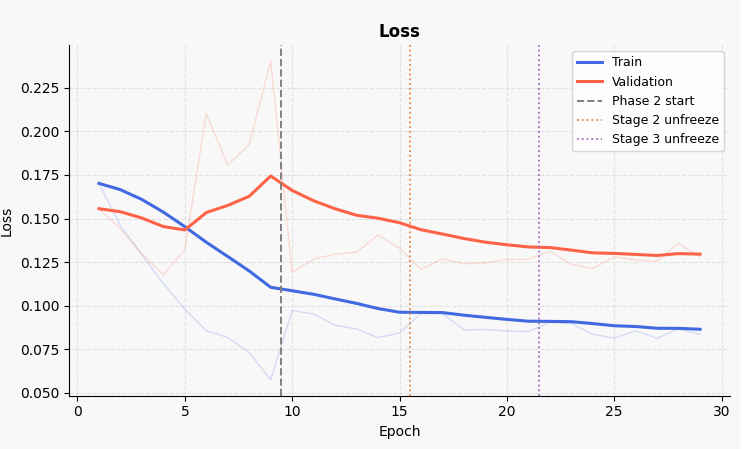 Loss
0.225
0.200
0.175
0.150
0.125
0.100
0.075
0.050
Loss
Train
Validation
Phase 2 start
Stage 2 unfreeze
Stage 3 unfreeze
0 5 10 15 20 25 30
Epoch